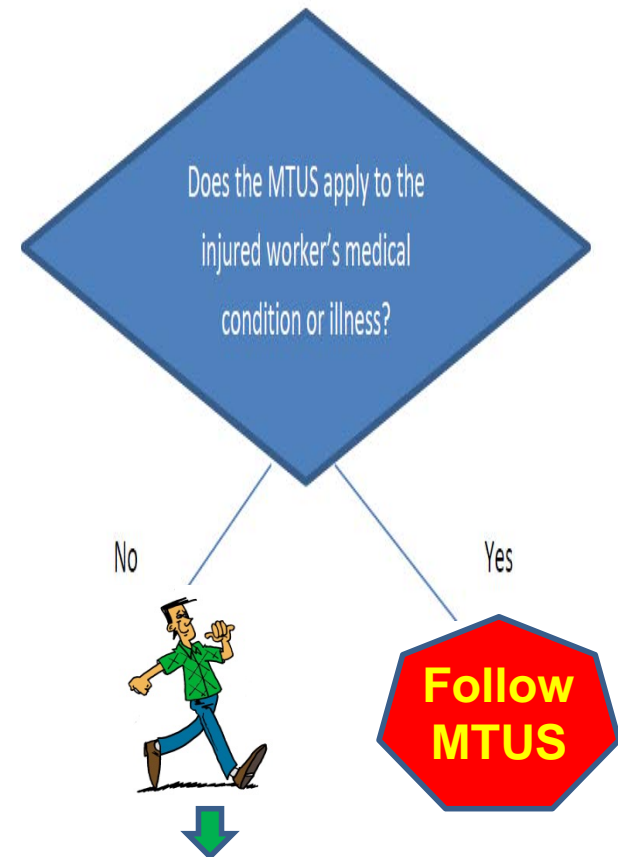 Does the MTUS apply to the
injured worker’s medical
condition or illness?
No
Yes
Follow
MTUS